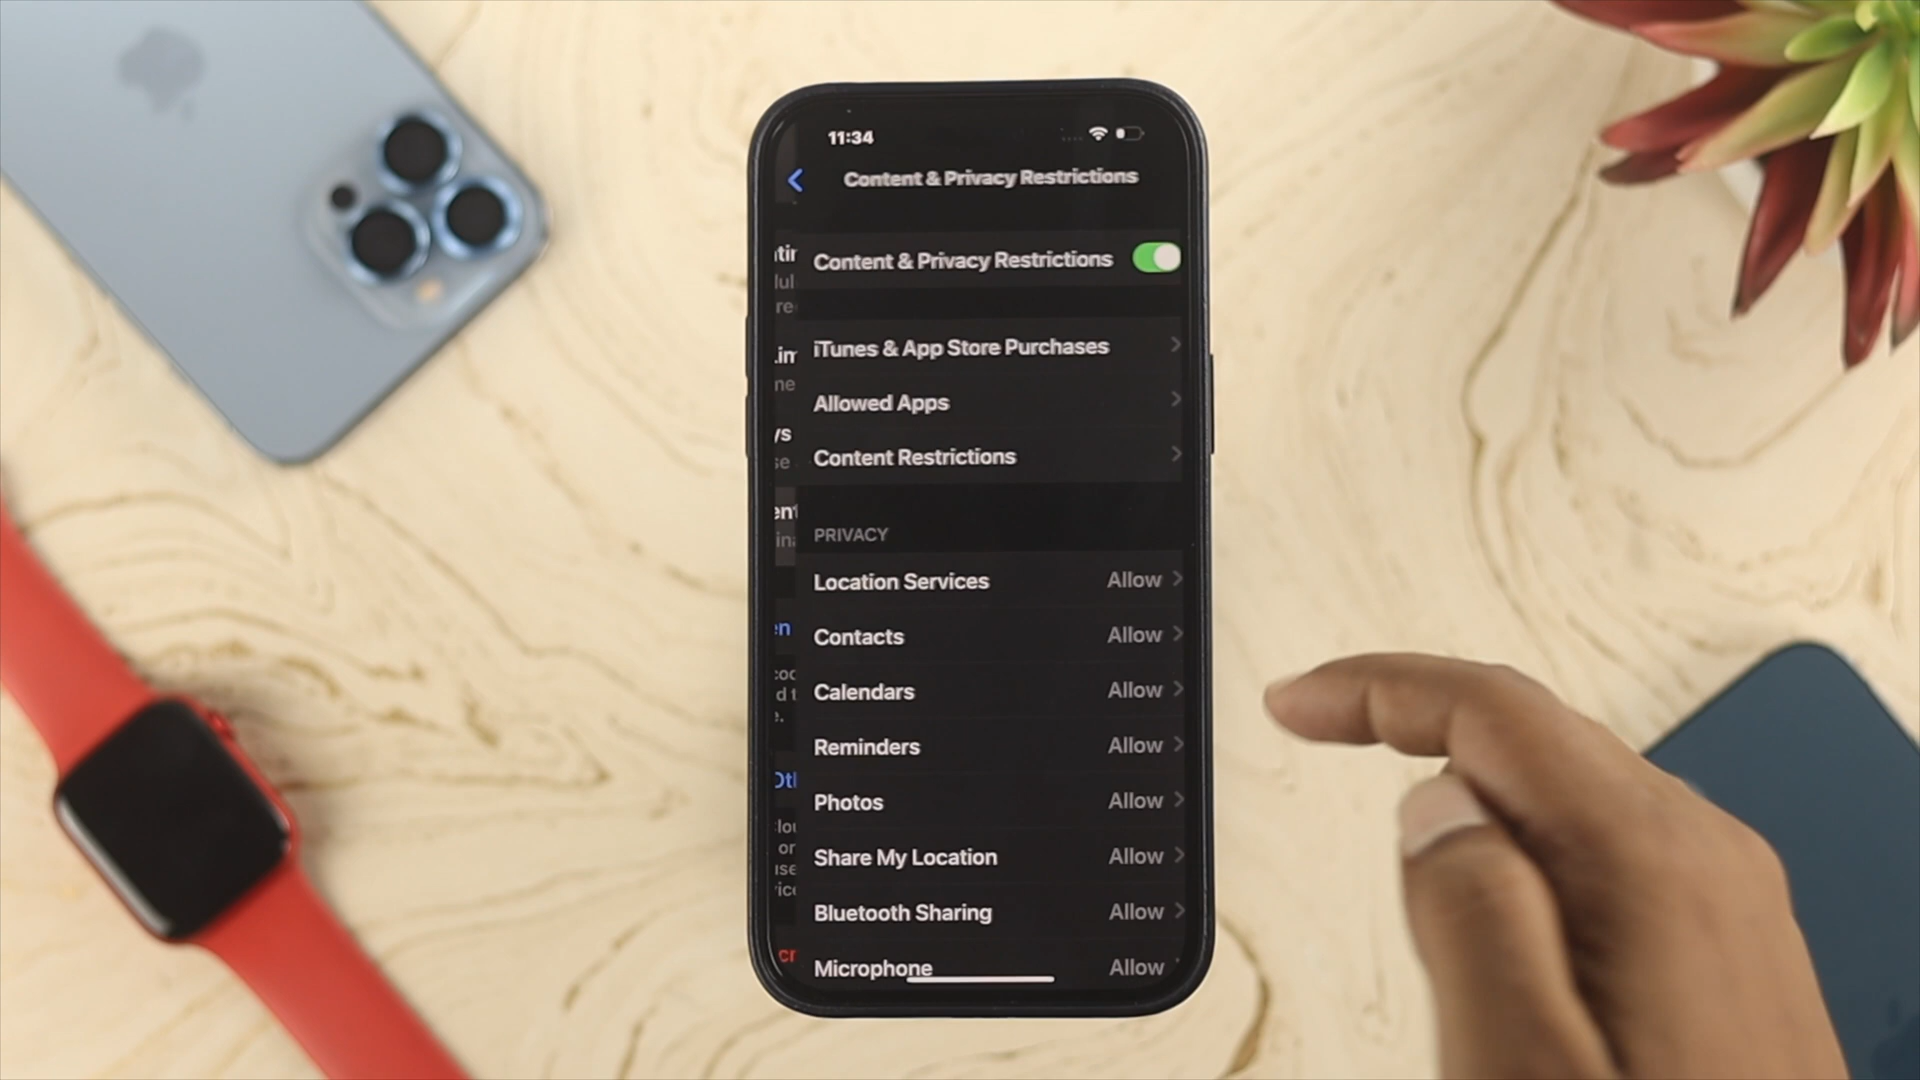 11:34
Content & Privacy Restrictions
Content & Privacy Restrictions
iTunes & App Store Purchases
Allowed Apps
Content Restrictions
PRIVACY
Location Services Allow
Contacts Allow
Calendars Allow
Reminders Allow
Photos Allow
Share My Location Allow
Bluetooth Sharing Allow
Microphone Allow